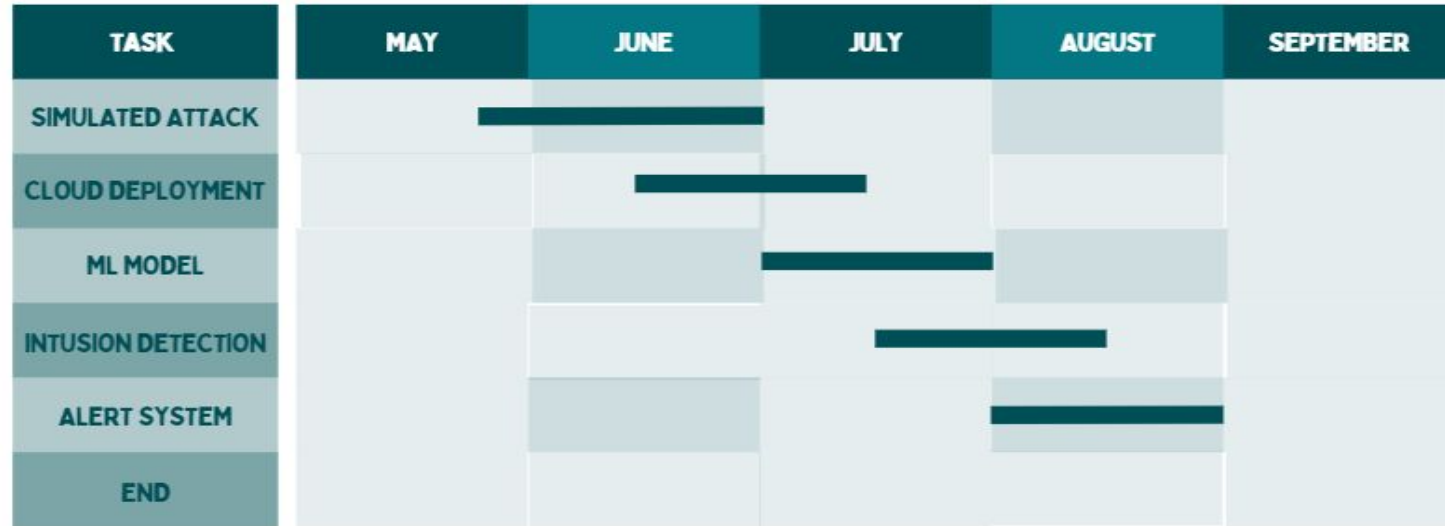 TASK MAY JUNE JULY AUGUST SEPTEMBER
SIMULATED ATTACK
CLOUD DEPLOYMENT
ML MODEL
INTUSION DETECTION
ALERT SYSTEM
END